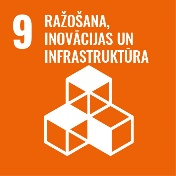 9 RAŽOŠANA,
INOVĀCIJAS UN
INFRASTRUKTŪRA